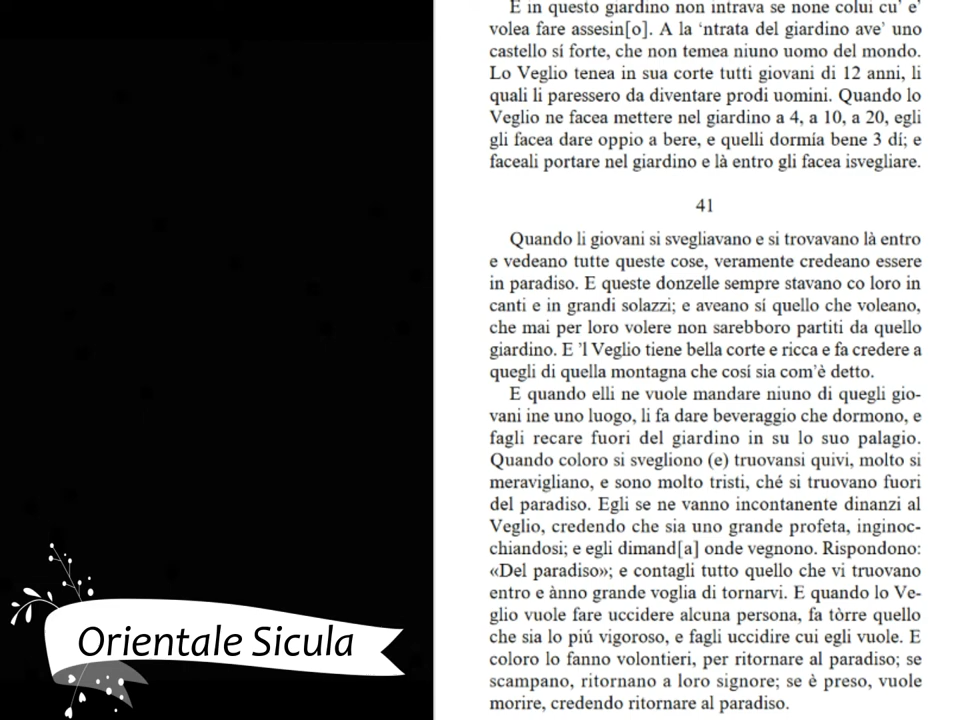 E in questo giardino non intrava se none colui cu' e'
volea fare assesin[o]. A la ‘ntrata del giardino ave' uno
castello sí forte, che non temea niuno uomo del mondo.
Lo Veglio tenea in sua corte tutti giovani di 12 anni, li
quali li paressero da diventare prodi uomini. Quando lo
Veglio ne facea mettere nel giardino a 4, a 10, a 20, egli
gli facea dare oppio a bere, e quelli dormía bene 3 dí; e
faceali portare nel giardino e là entro gli facea isvegliare.
41
Quando li giovani si svegliavano e si trovavano là entro
e vedeano tutte queste cose, veramente credeano essere
in paradiso. E queste donzelle sempre stavano co loro in
canti e in grandi solazzi; e aveano sí quello che voleano,
che mai per loro volere non sarebboro partiti da quello
giardino. E ’l Veglio tiene bella corte e ricca e fa credere a
quegli di quella montagna che cosí sia com’è detto.
E quando elli ne vuole mandare niuno di quegli gio-
vani ine uno luogo, li fa dare beveraggio che dormono, e
fagli recare fuori del giardino in su lo suo palagio.
Quando coloro si svegliono (e) truovansi quivi, molto si
meravigliano, e sono molto tristi, ché si truovano fuori
del paradiso. Egli se ne vanno incontanente dinanzi al
Veglio, credendo che sia uno grande profeta, inginoc-
chiandosi; e egli dimand[a] onde vegnono. Rispondono:
«Del paradiso»; e contagli tutto quello che vi truovano
entro e ànno grande voglia di tornarvi. E quando lo Ve-
glio vuole fare uccidere alcuna persona, fa tòrre quello
che sia lo piú vigoroso, e fagli uccidire cui egli vuole. E
coloro lo fanno volontieri, per ritornare al paradiso; se
scampano, ritornano a loro signore; se è preso, vuole
morire, credendo ritornare al paradiso.
Orientale Sicula